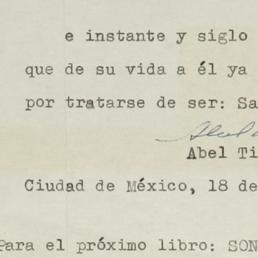 e instante y siglo
que de su vida a él ya
por tratarse de ser: Sa
Abel Ti
Ciudad de México, 18 de
Para el próximo libro: SON